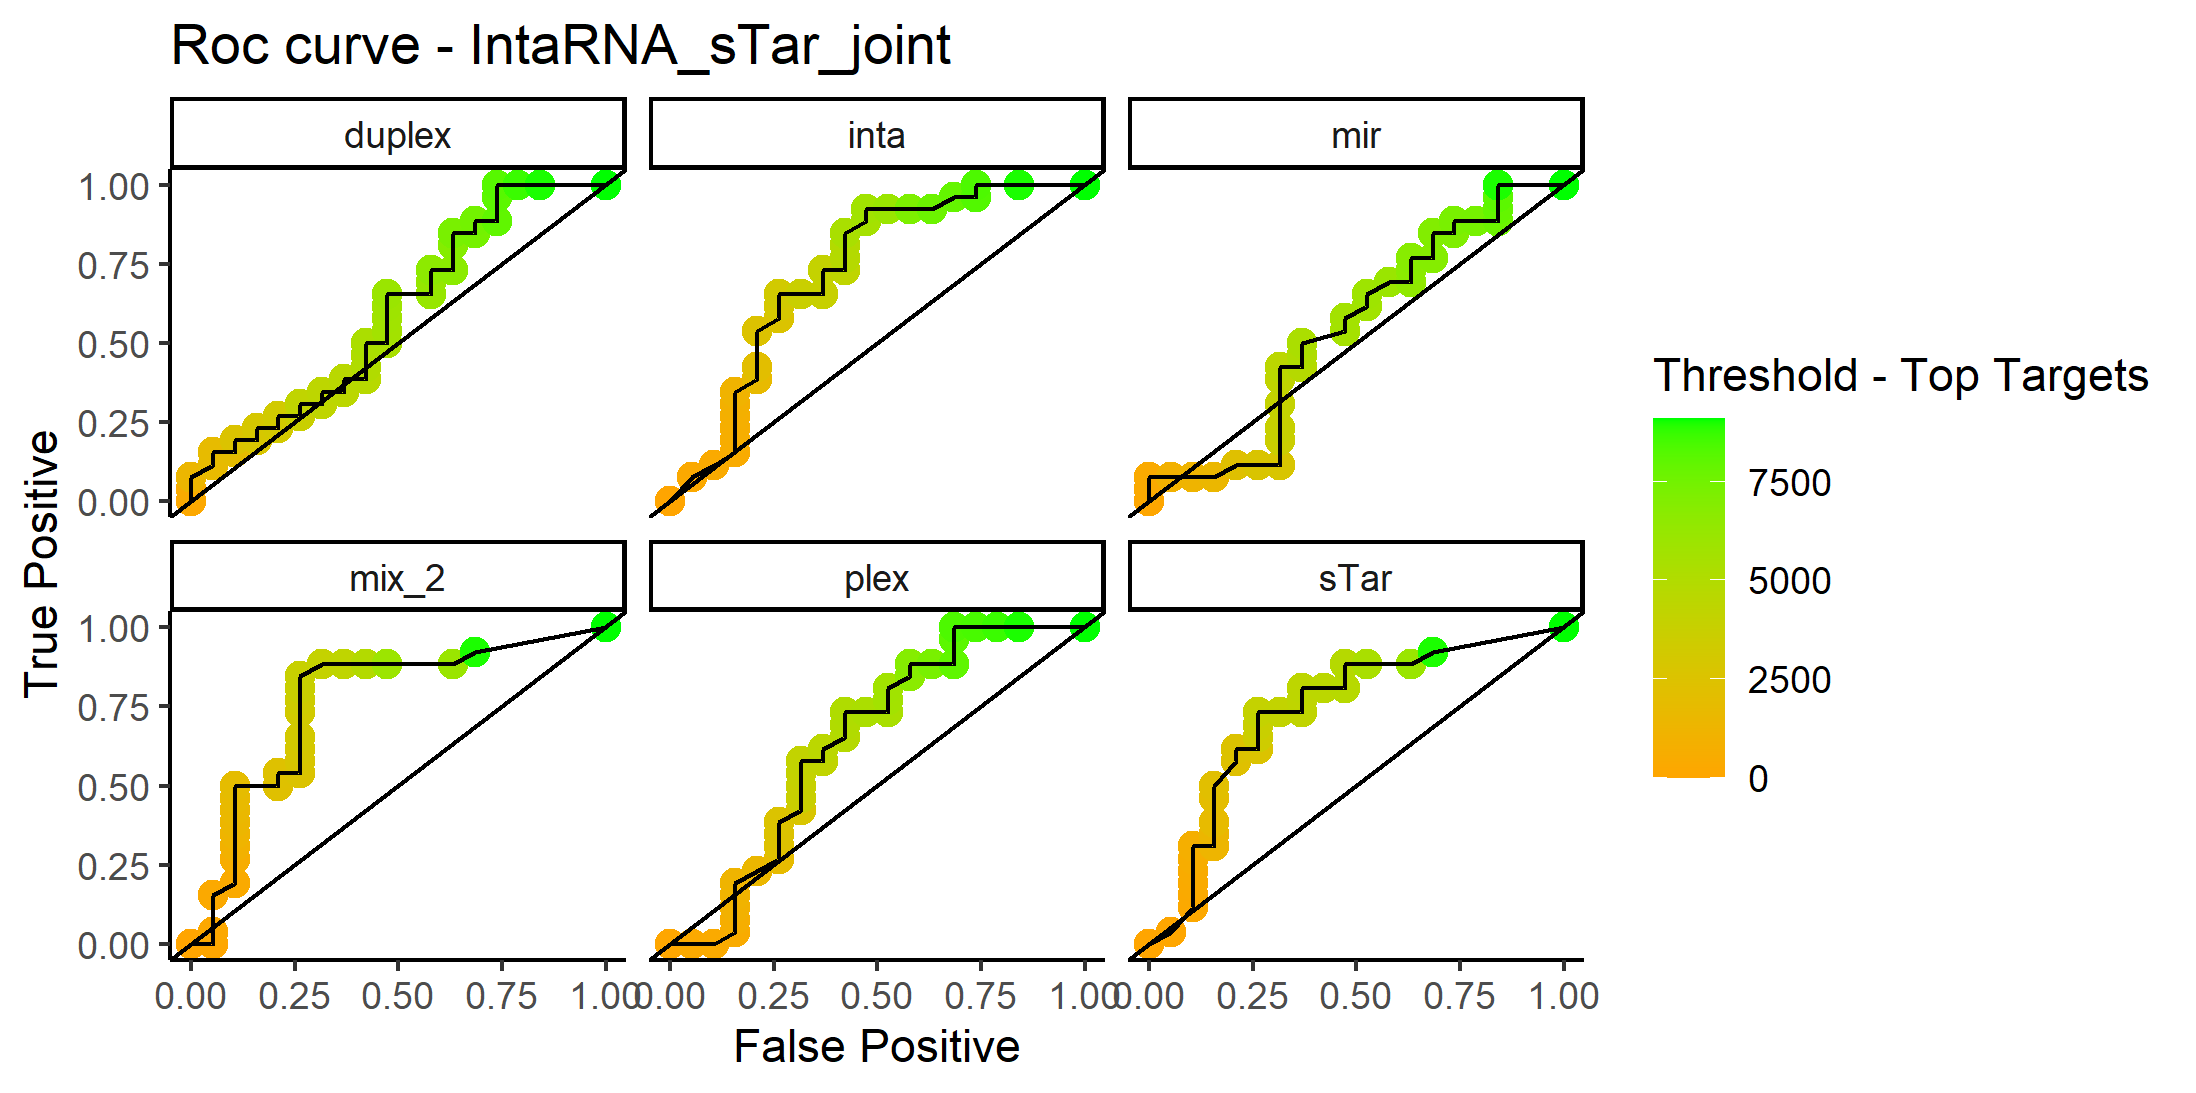 Roc curve - IntaRNA_sTar_joint
duplex inta mir
1.00
0.75
0.50
0.25
0.00
mix_2 plex sTar
1.00
0.75
0.50
0.25
0.00
0.00 0.25 0.50 0.75 1.00 0.00 0.25 0.50 0.75 1.00 0.00 0.25 0.50 0.75 1.00
False Positive
True Positive
Threshold - Top Targets
7500
5000
2500
0